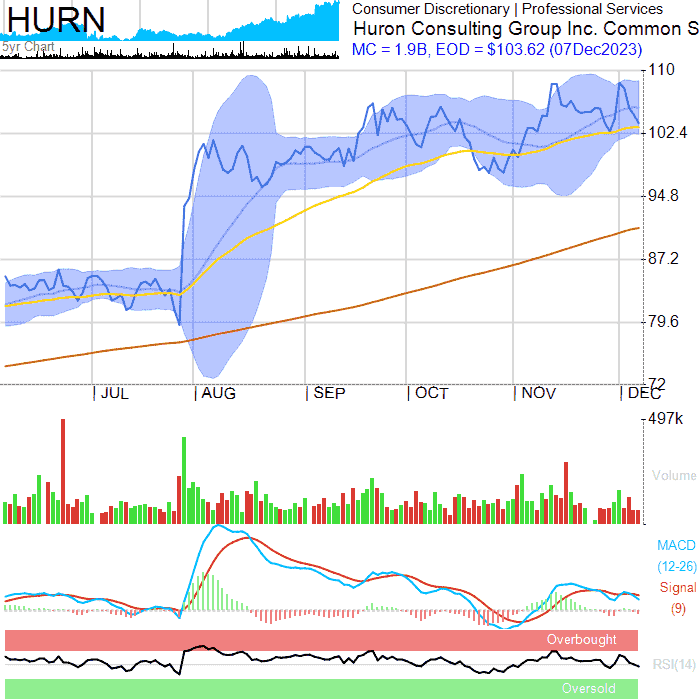 HURN
5yr Chart
Consumer Discretionary | Professional Services
Huron Consulting Group Inc. Common S
MC = 1.9B, EOD = $103.62 (07Dec2023)
110
102.4
94.8
87.2
79.6
72
| JUL | AUG | SEP | OCT | NOV | DEC
497k
Volume
MACD
(12-26)
Signal
(9)
Overbought
RSI(14)
Oversold